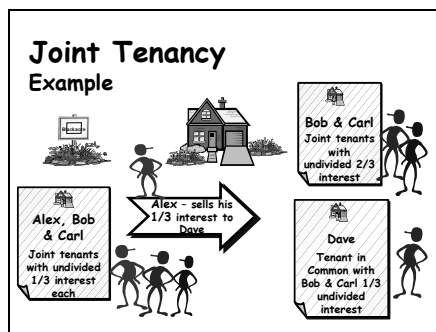 Joint Tenancy
Example
Blackacre
Bob & Carl
Joint tenants
with
undivided 2/3
interest
Alex - sells his
1/3 interest to
Dave
Alex, Bob
& Carl
Joint tenants
with undivided
1/3 interest
each
Dave
Tenant in
Common with
Bob & Carl 1/3
undivided
interest